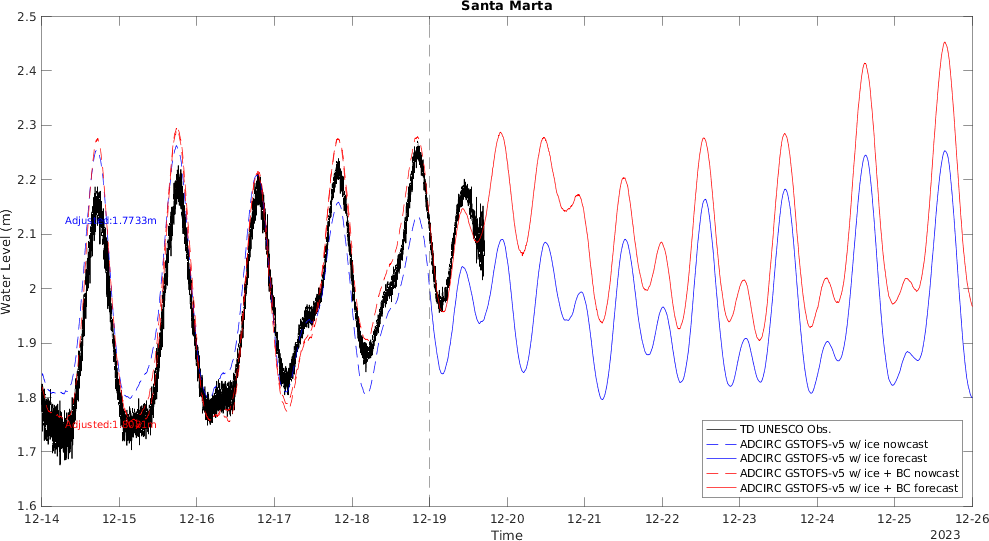 Santa Marta
2.5
2.4
2.3
2.2
2.1
2
1.9
1.8
1.7
1.6
Water Level (m)
Adjusted:1.7733m
TD UNESCO Obs.
ADCIRC GSTOFS-v5 w/ ice nowcast
ADCIRC GSTOFS-v5 w/ ice forecast
ADCIRC GSTOFS-v5 w/ ice + BC nowcast
ADCIRC GSTOFS-v5 w/ ice + BC forecast
12-14 12-15 12-16 12-17 12-18 12-19 12-20 12-21 12-22 12-23 12-24 12-25 12-26
Time
2023